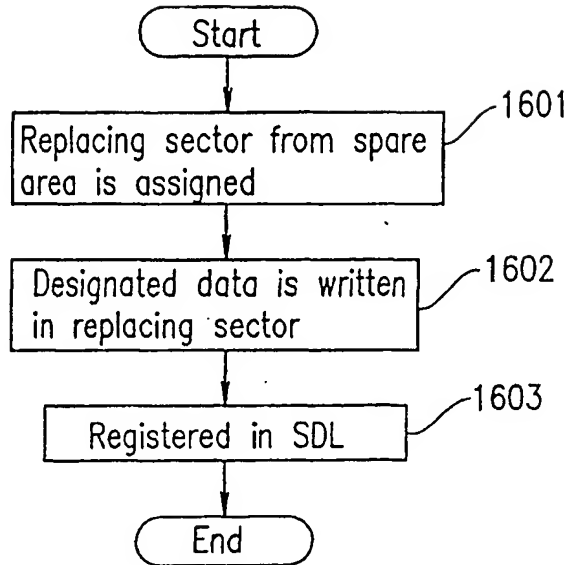 Start
1601
Replacing sector from spare
area is assigned
1602
Designated data is written
in replacing sector
1603
Registered in SDL
End